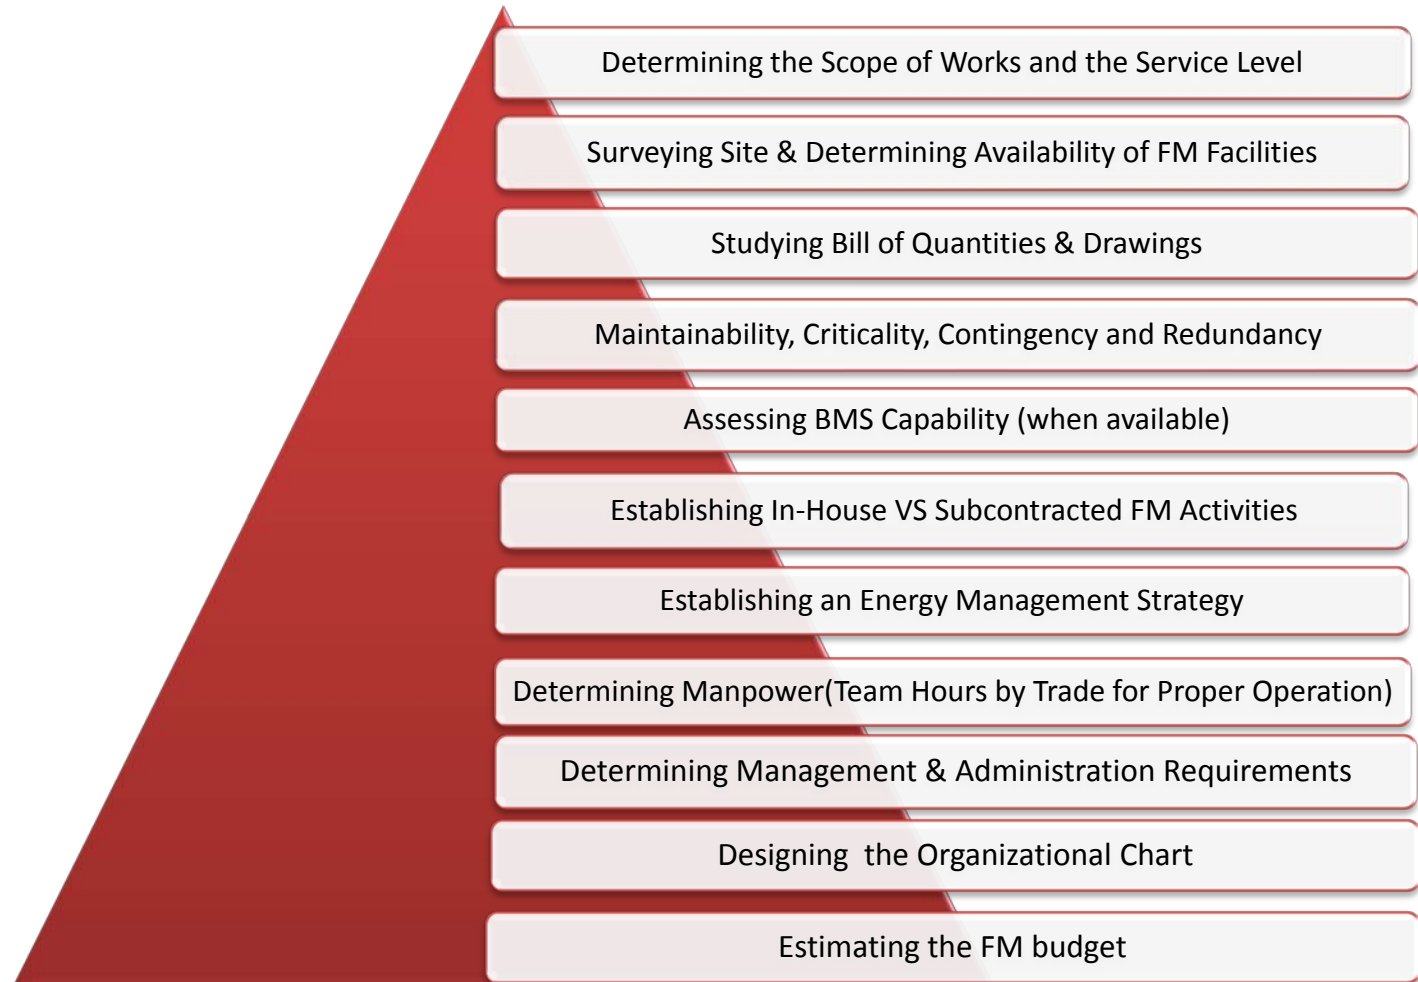 Determining the Scope of Works and the Service Level
Surveying Site & Determining Availability of FM Facilities
Studying Bill of Quantities & Drawings
Maintainability, Criticality, Contingency and Redundancy
Assessing BMS Capability (when available)
Establishing In-House VS Subcontracted FM Activities
Establishing an Energy Management Strategy
Determining Manpower(Team Hours by Trade for Proper Operation)
Determining Management & Administration Requirements
Designing  the Organizational Chart
Estimating the FM budget